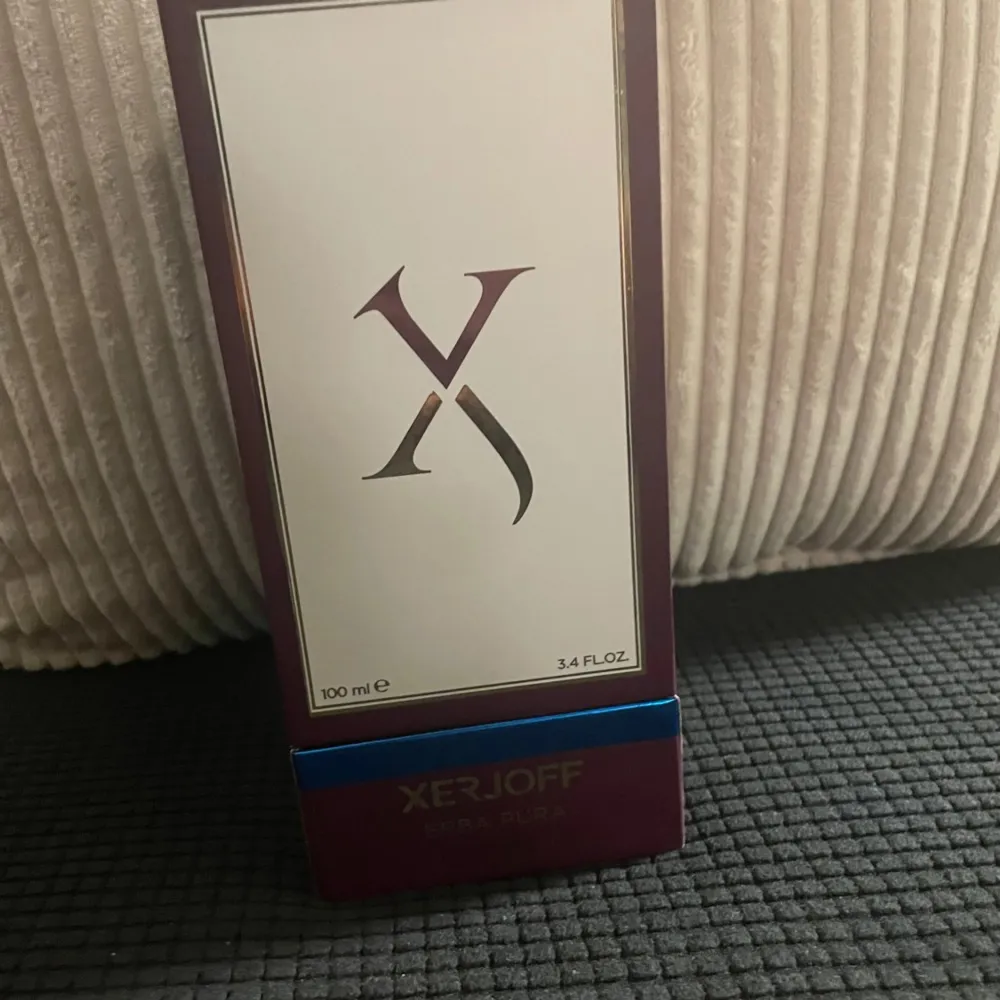 X
100 ml e
3.4 FL.OZ.
XERJOFF
ERBA PURA